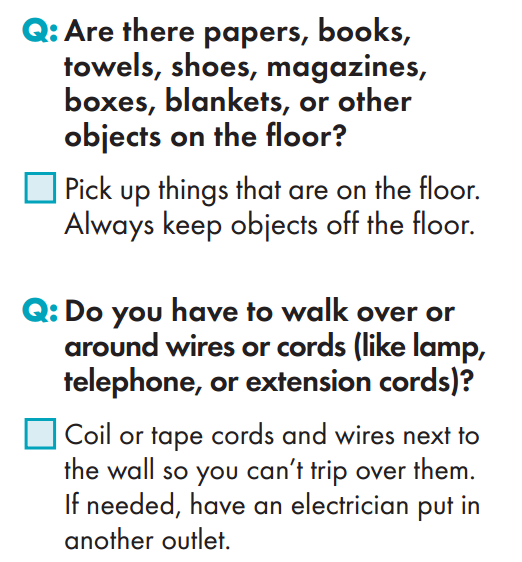 Q: Are there papers, books,
towels, shoes, magazines,
boxes, blankets, or other
objects on the floor?
Pick up things that are on the floor.
Always keep objects off the floor.
Q: Do you have to walk over or
around wires or cords (like lamp,
telephone, or extension cords)?
Coil or tape cords and wires next to
the wall so you can’t trip over them.
If needed, have an electrician put in
another outlet.